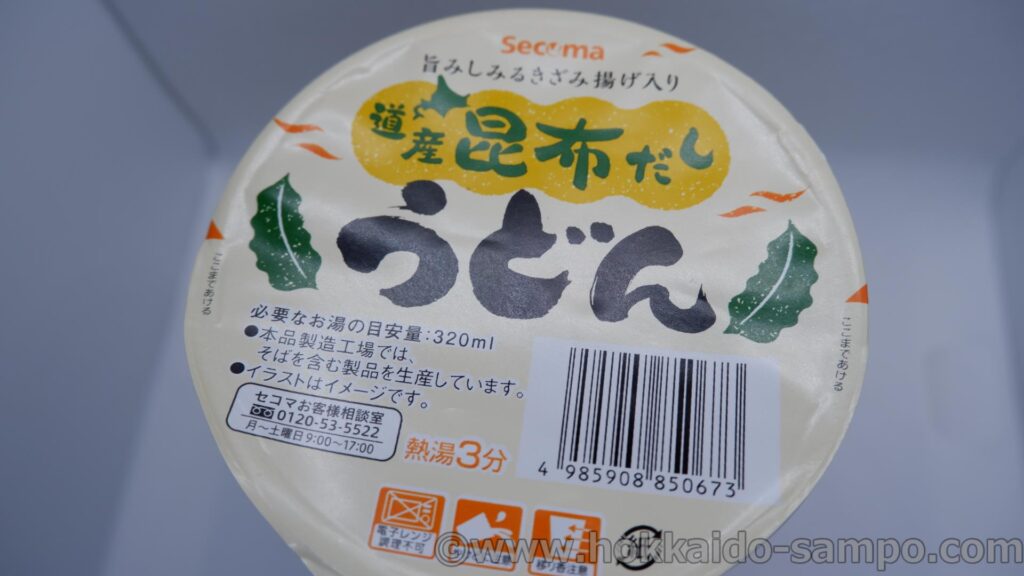 Secoma
旨みしみるきざみ揚げ入り
道産昆布だし
うどん
ここまであける
ここまであける
必要なお湯の目安量:320ml
●本品製造工場では、
そばを含む製品を生産しています。
●イラストはイメージです。
セコマお客様相談室
0120-53-5522
月~土曜日9:00~17:00
熱湯3分
4 985908 850673
電子レンジ
調理不可
移り香注意
©www.hokkaido-sampo.com